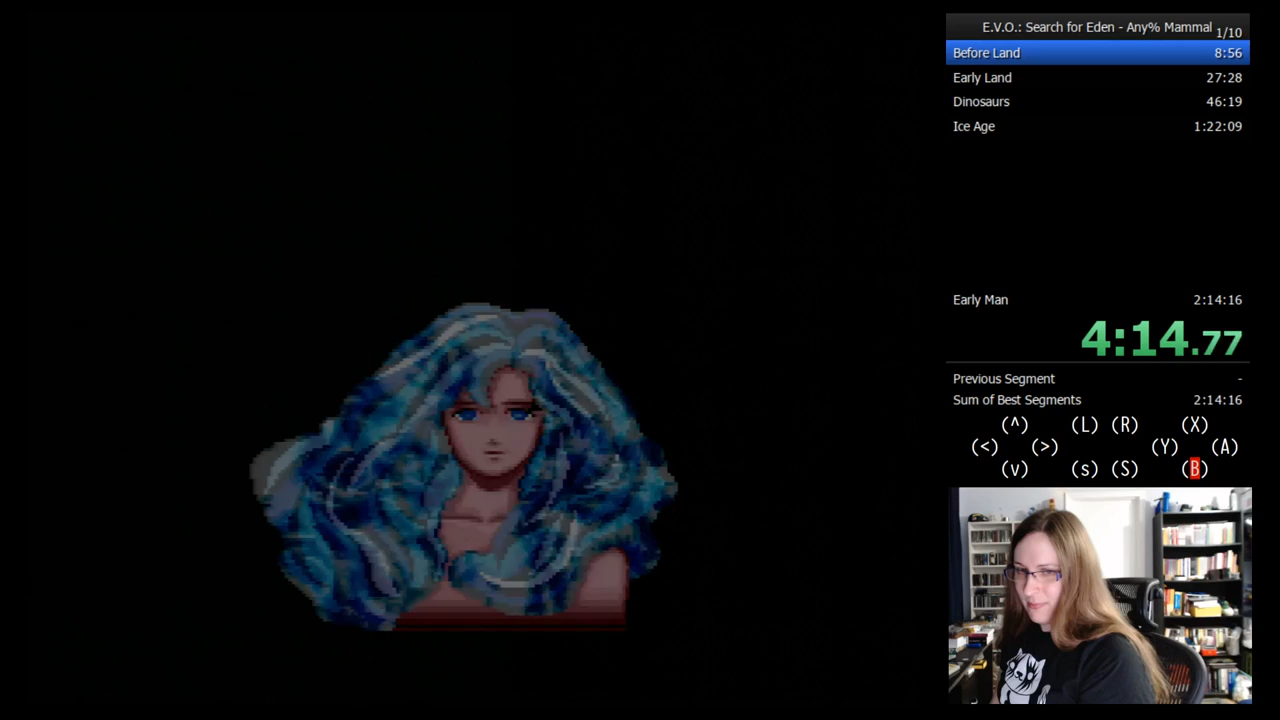 E.V.O.: Search for Eden - Any% Mammal 1/10
Before Land 8:56
Early Land 27:28
Dinosaurs 46:19
Ice Age 1:22:09
Early Man 2:14:16
4:14.77
Previous Segment -
Sum of Best Segments 2:14:16
(^) (L) (R) (X)
(<) (>) (Y) (A)
(v) (s) (S) (B)